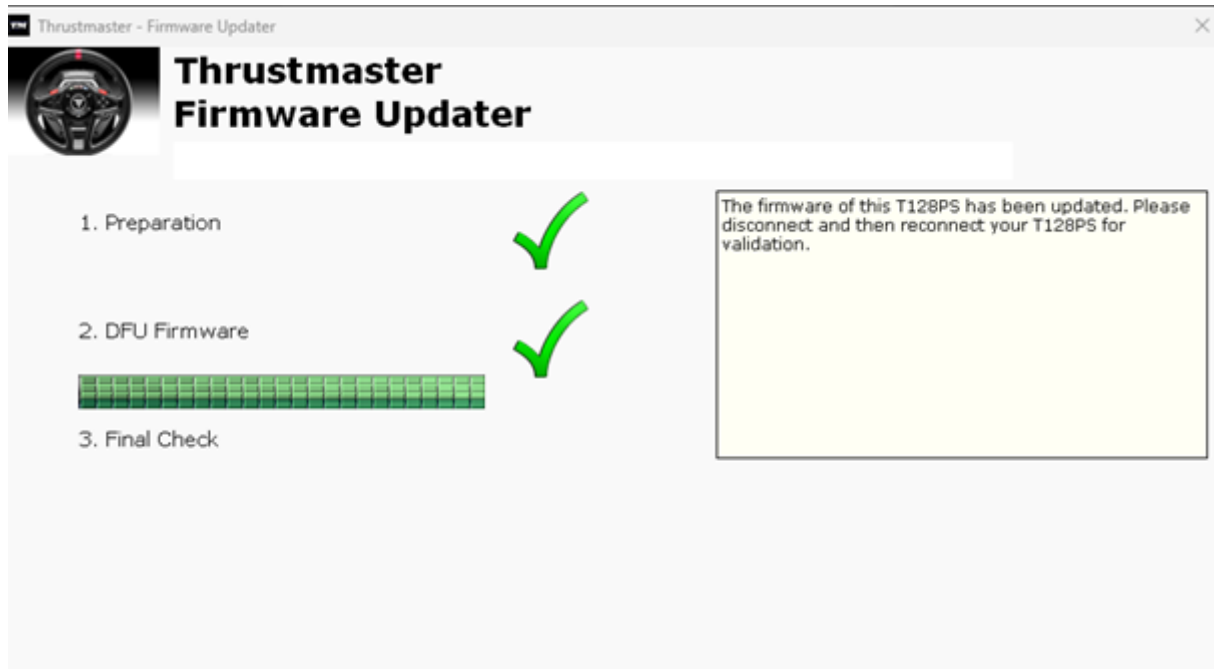 Thrustmaster - Firmware Updater
Thrustmaster
Firmware Updater
1. Preparation
The firmware of this T128PS has been updated. Please
disconnect and then reconnect your T128PS for
validation.
2. DFU Firmware
3. Final Check